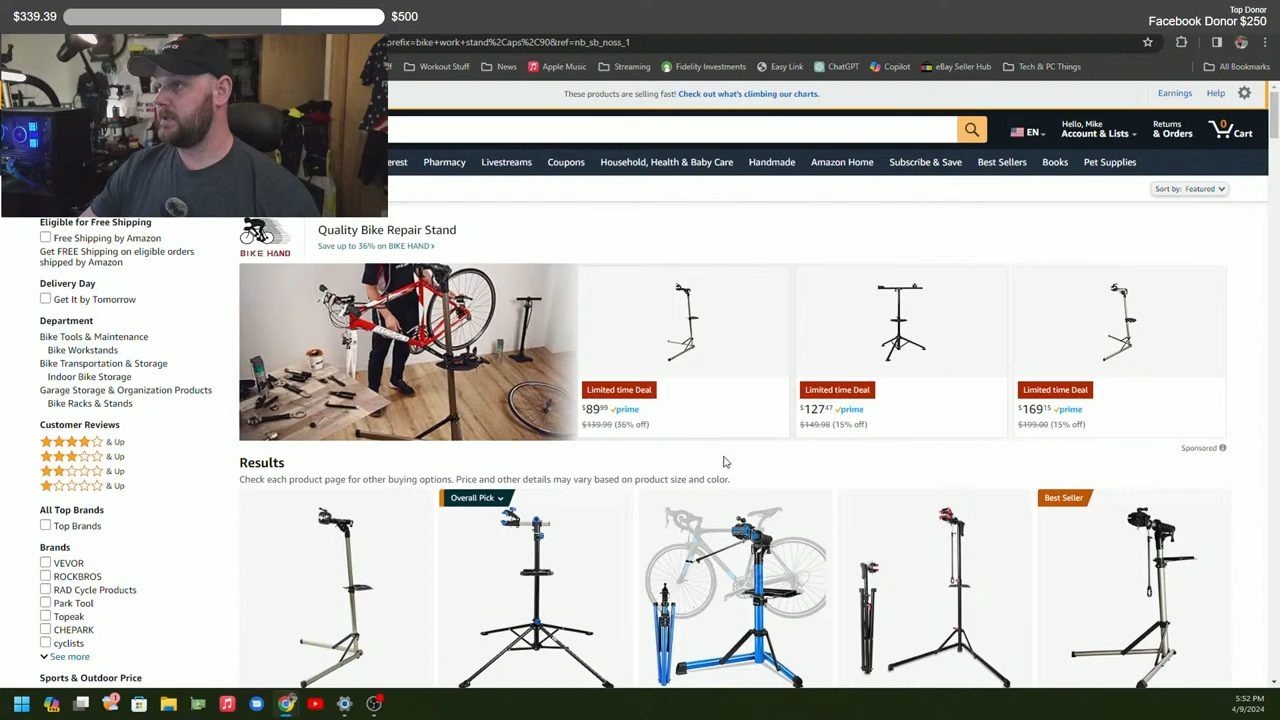 $339.39
$500
Top Donor
Facebook Donor $250
prefix=bike+work+stand%2Caps%2C90&ref=nb_sb_noss_1
Workout Stuff
News
Apple Music
Streaming
Fidelity Investments
Easy Link
ChatGPT
Copilot
eBay Seller Hub
Tech & PC Things
All Bookmarks
These products are selling fast! Check out what's climbing our charts.
Earnings
Help
EN
Hello, Mike
Account & Lists
Returns
& Orders
0
Cart
erest
Pharmacy
Livestreams
Coupons
Household, Health & Baby Care
Handmade
Amazon Home
Subscribe & Save
Best Sellers
Books
Pet Supplies
Sort by: Featured
Eligible for Free Shipping
Free Shipping by Amazon
Get FREE Shipping on eligible orders
shipped by Amazon
Delivery Day
Get It by Tomorrow
Department
Bike Tools & Maintenance
Bike Workstands
Bike Transportation & Storage
Indoor Bike Storage
Garage Storage & Organization Products
Bike Racks & Stands
Customer Reviews
& Up
& Up
& Up
& Up
All Top Brands
Top Brands
Brands
VEVOR
ROCKBROS
RAD Cycle Products
Park Tool
Topeak
CHEPARK
cyclists
See more
Sports & Outdoor Price
BIKE HAND
Quality Bike Repair Stand
Save up to 36% on BIKE HAND
Limited time Deal
$89.99 prime
$139.99 (36% off)
Limited time Deal
$127.47 prime
$149.98 (15% off)
Limited time Deal
$169.15 prime
$199.00 (15% off)
Sponsored
Results
Check each product page for other buying options. Price and other details may vary based on product size and color.
Overall Pick
Best Seller
1
5:52 PM
4/9/2024